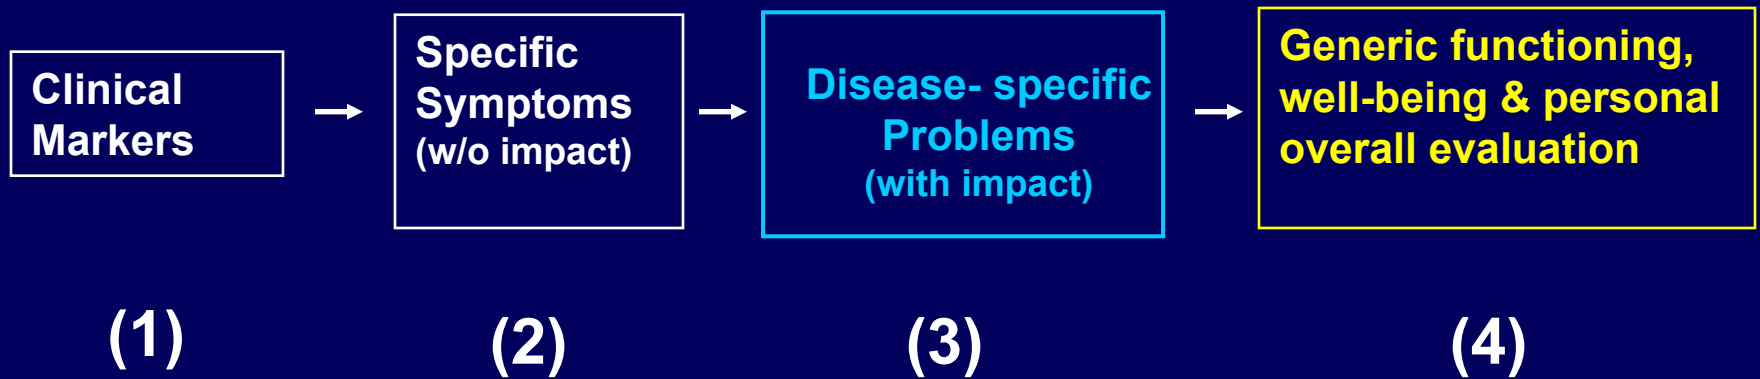 Clinical
Markers
Specific
Symptoms
(w/o impact)
Disease- specific
Problems
(with impact)
Generic functioning,
well-being & personal
overall evaluation
(1)
(2)
(3)
(4)